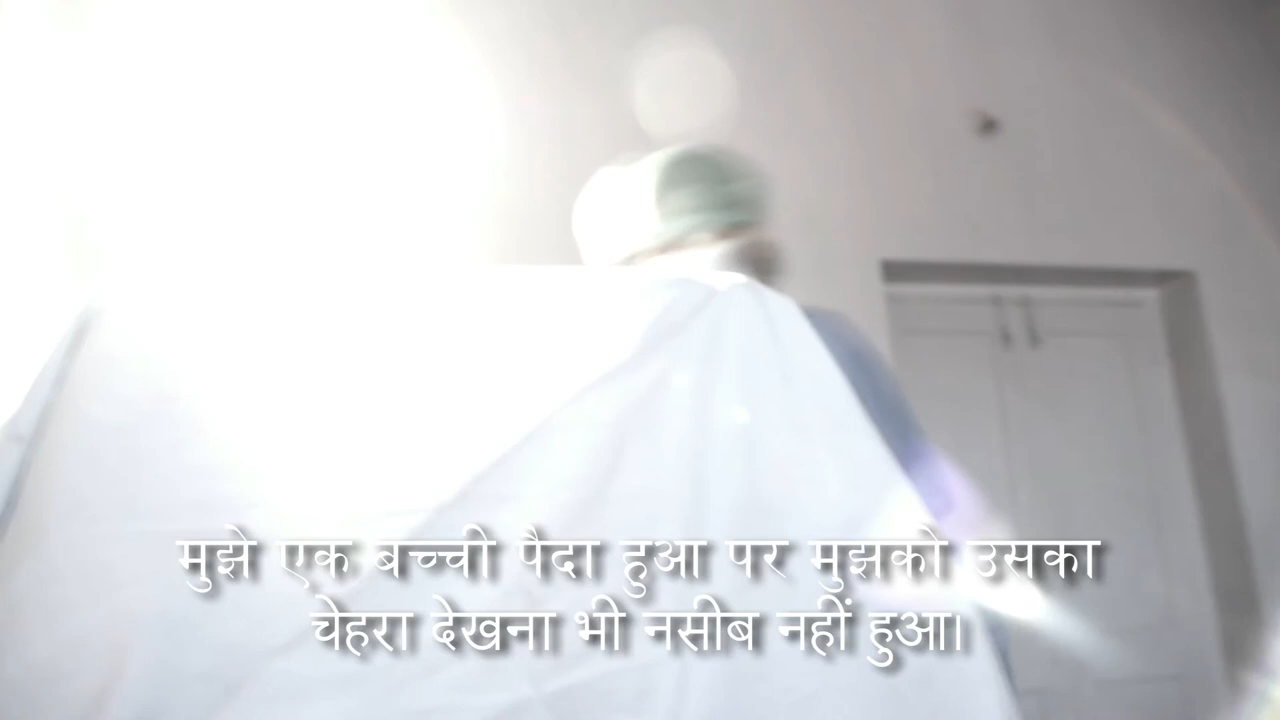 मुझे एक बच्ची पैदा हुआ पर मुझको उसका
चेहरा देखना भी नसीब नहीं हुआ।